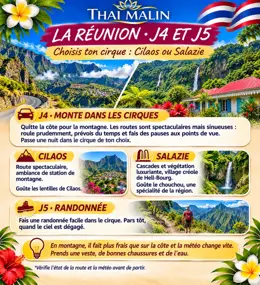 THAI MALIN
LA RÉUNION · J4 ET J5
Choisis ton cirque : Cilaos ou Salazie
J4 · MONTE DANS LES CIRQUES
Quitte la côte pour la montagne. Les routes sont spectaculaires mais sinueuses :
roule prudemment, prévois du temps et fais des pauses aux points de vue.
Passe une nuit dans le cirque de ton choix.
CILAOS
Route spectaculaire,
ambiance de station de
montagne.
Goûte les lentilles de Cilaos.
SALAZIE
Cascades et végétation
luxuriante, village créole
de Hell-Bourg.
Goûte le chouchou, une
spécialité de la région.
J5 · RANDONNÉE
Fais une randonnée facile dans le cirque. Pars tôt,
quand le ciel est dégagé.
En montagne, il fait plus frais que sur la côte et la météo change vite.
Prends une veste, de bonnes chaussures et de l'eau.
*Vérifie l'état de la route et la météo avant de partir.